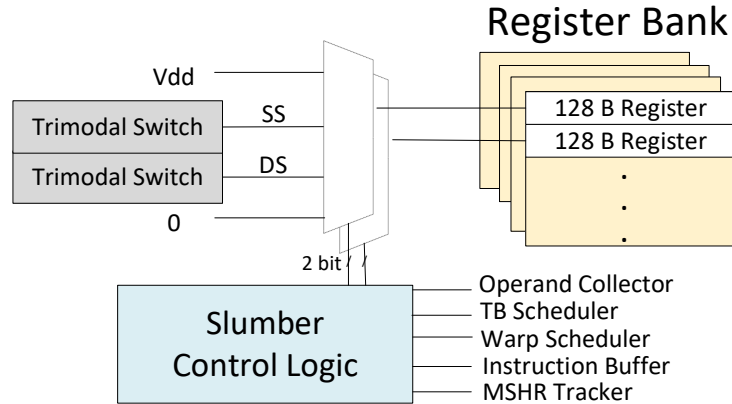 Register Bank
Vdd
Trimodal Switch
SS
Trimodal Switch
DS
0
128 B Register
128 B Register
.
.
.
2 bit
Slumber
Control Logic
Operand Collector
TB Scheduler
Warp Scheduler
Instruction Buffer
MSHR Tracker